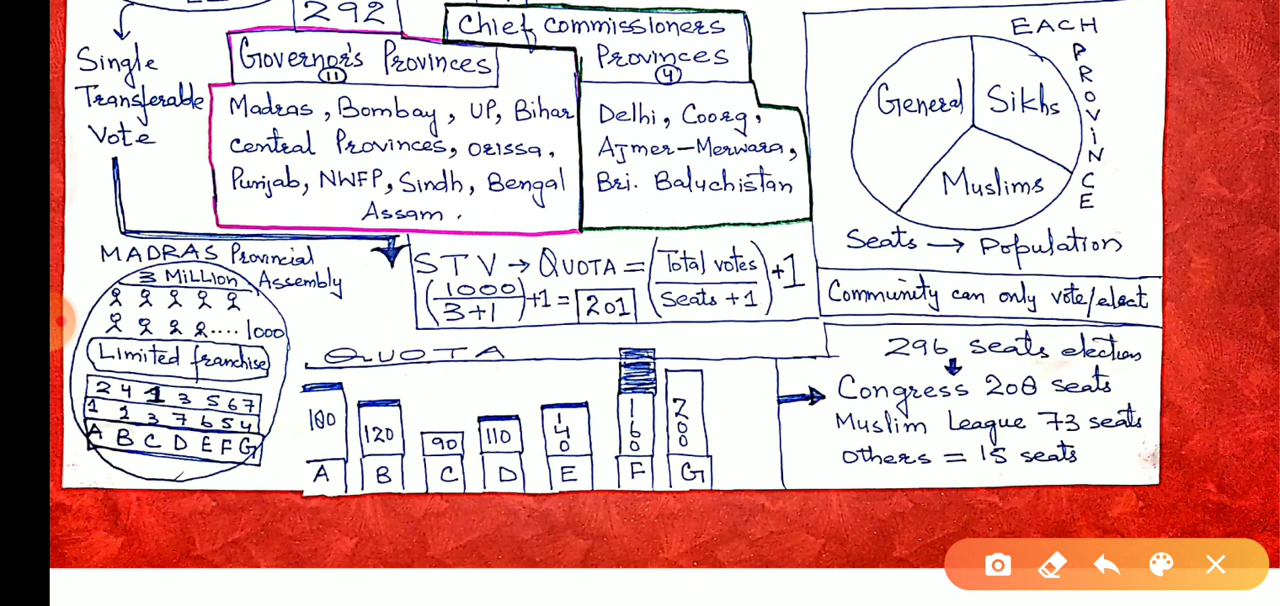 292
Chief Commissioners
Provinces
4
Governor's Provinces
11
Single
Transferable
Vote
Madras, Bombay, UP, Bihar
central Provinces, Orissa,
Punjab, NWFP, Sindh, Bengal
Assam.
Delhi, Coorg,
Ajmer-Merwara,
Bri. Baluchistan
EACH
PROVINCE
General
Sikhs
Muslims
Seats → Population
Community can only vote/elect
MADRAS Provincial
Assembly
3 MILLION
.... 1000
Limited franchise
2 4 1 3 5 6 7
1 2 3 7 6 5 4
A B C D E F G
STV → QUOTA = (Total votes / Seats + 1) + 1
(1000 / 3+1) + 1 = 201
QUOTA
180 120 90 110 140 160 200
A B C D E F G
296 seats election
Congress 208 seats
Muslim League 73 seats
Others = 15 seats